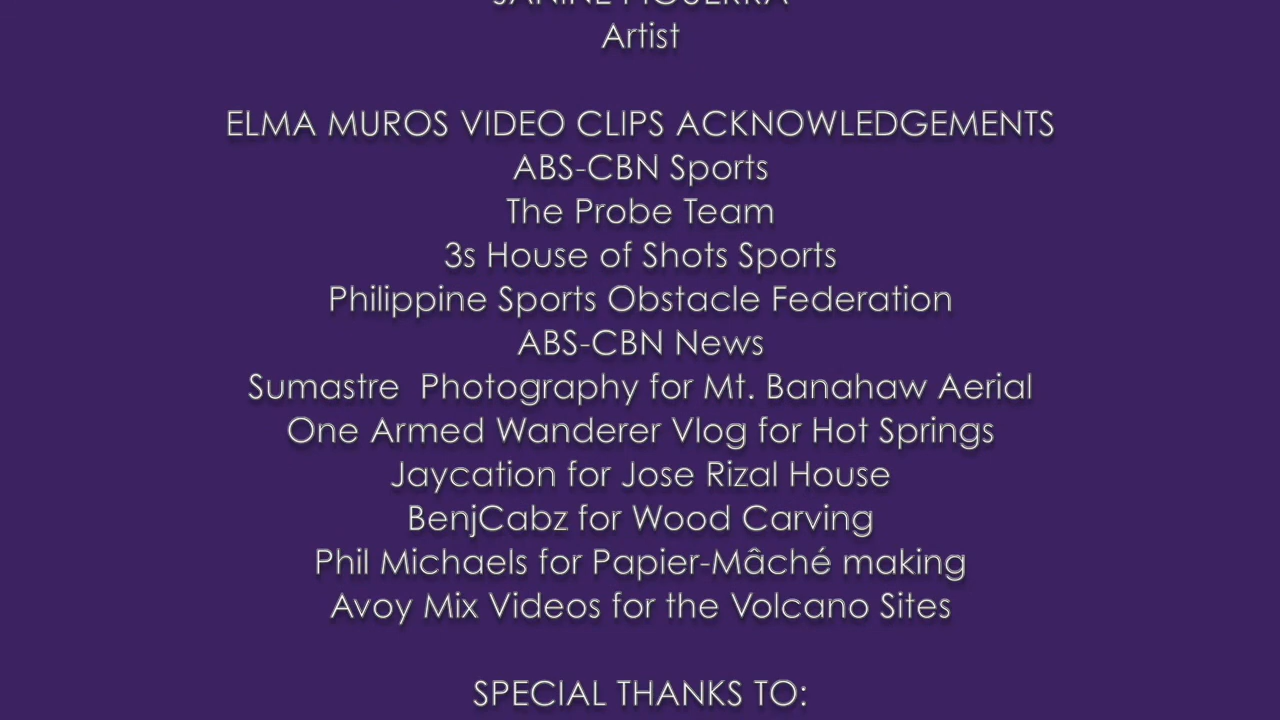 Artist
ELMA MUROS VIDEO CLIPS ACKNOWLEDGEMENTS
ABS-CBN Sports
The Probe Team
3s House of Shots Sports
Philippine Sports Obstacle Federation
ABS-CBN News
Sumastre  Photography for Mt. Banahaw Aerial
One Armed Wanderer Vlog for Hot Springs
Jaycation for Jose Rizal House
BenjCabz for Wood Carving
Phil Michaels for Papier-Mâché making
Avoy Mix Videos for the Volcano Sites
SPECIAL THANKS TO: